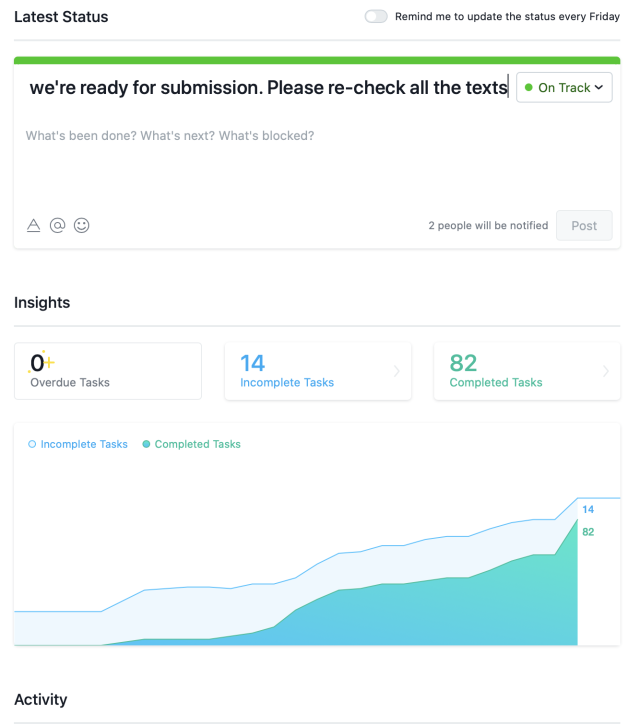 Latest Status
Remind me to update the status every Friday
we're ready for submission. Please re-check all the texts
On Track
What's been done? What's next? What's blocked?
2 people will be notified
Post
Insights
0
Overdue Tasks
14
Incomplete Tasks
82
Completed Tasks
Incomplete Tasks
Completed Tasks
14
82
Activity